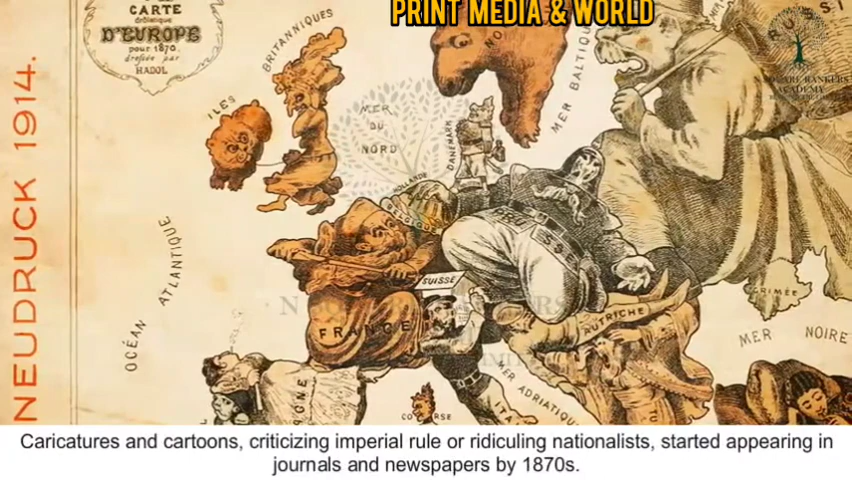 PRINT MEDIA & WORLD
CARTE
drôlatique
D'EUROPE
pour 1870.
dressée par
HADOL
NEUDRUCK 1914.
ILES
BRITANNIQUES
MER
DU
NORD
MER BALTIQUE
RUSSI
DANEMARK
HOLLANDE
BELGIQUE
PRUSSE
OCÉAN ATLANTIQUE
FRANCE
SUISSE
AUTRICHE
CRIMÉE
MER NOIRE
MER ADRIATIQUE
CORSE
ITA
Caricatures and cartoons, criticizing imperial rule or ridiculing nationalists, started appearing in
journals and newspapers by 1870s.